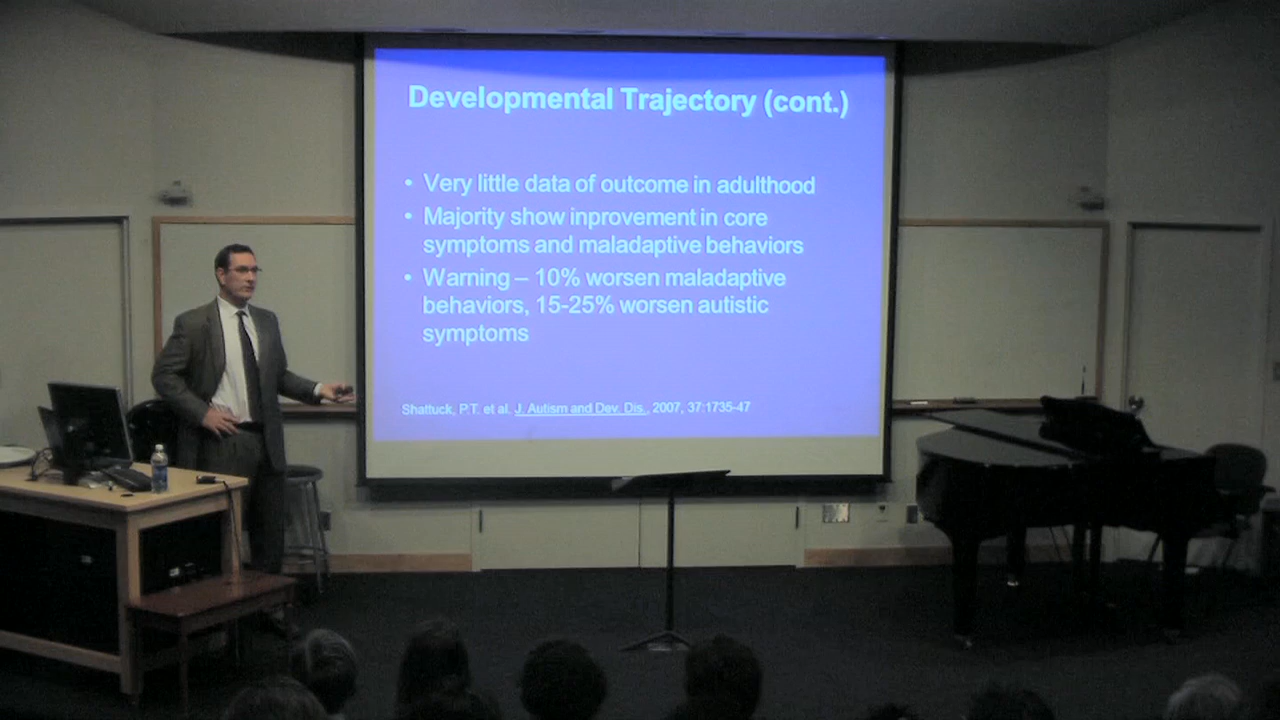 Developmental Trajectory (cont.)
• Very little data of outcome in adulthood
• Majority show inprovement in core
symptoms and maladaptive behaviors
• Warning – 10% worsen maladaptive
behaviors, 15-25% worsen autistic
symptoms
Shattuck, P.T. et al. J. Autism and Dev. Dis., 2007, 37:1735-47